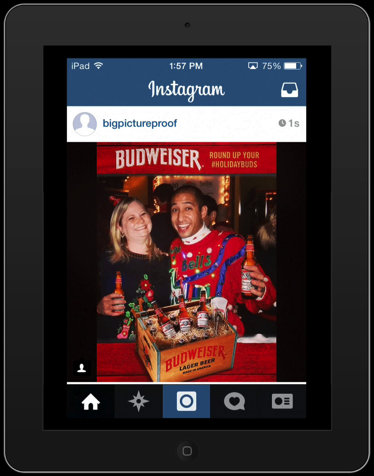 iPad 1:57 PM 75%
Instagram
bigpictureproof 1s
BUDWEISER ROUND UP YOUR
#HOLIDAYBUDS
BUDWEISER
LAGER BEER